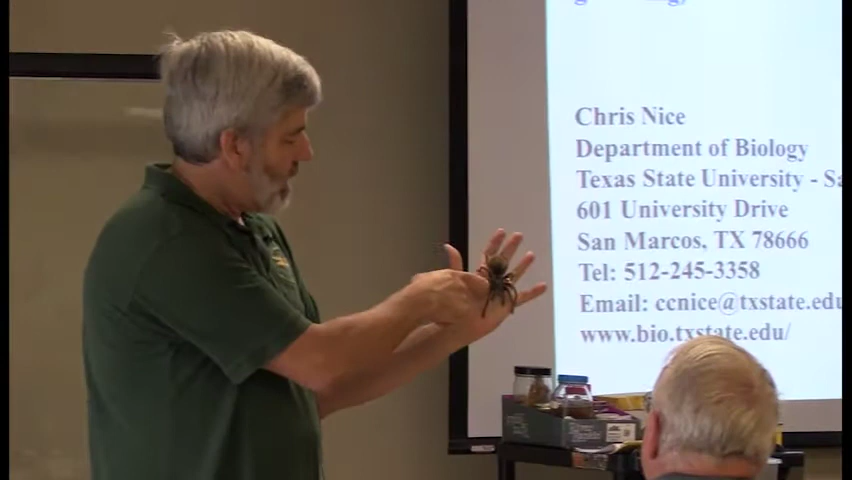 Chris Nice
Department of Biology
Texas State University -
601 University Drive
San Marcos, TX 78666
Tel: 512-245-3358
Email: ccnice@txstate.edu
www.bio.txstate.edu/